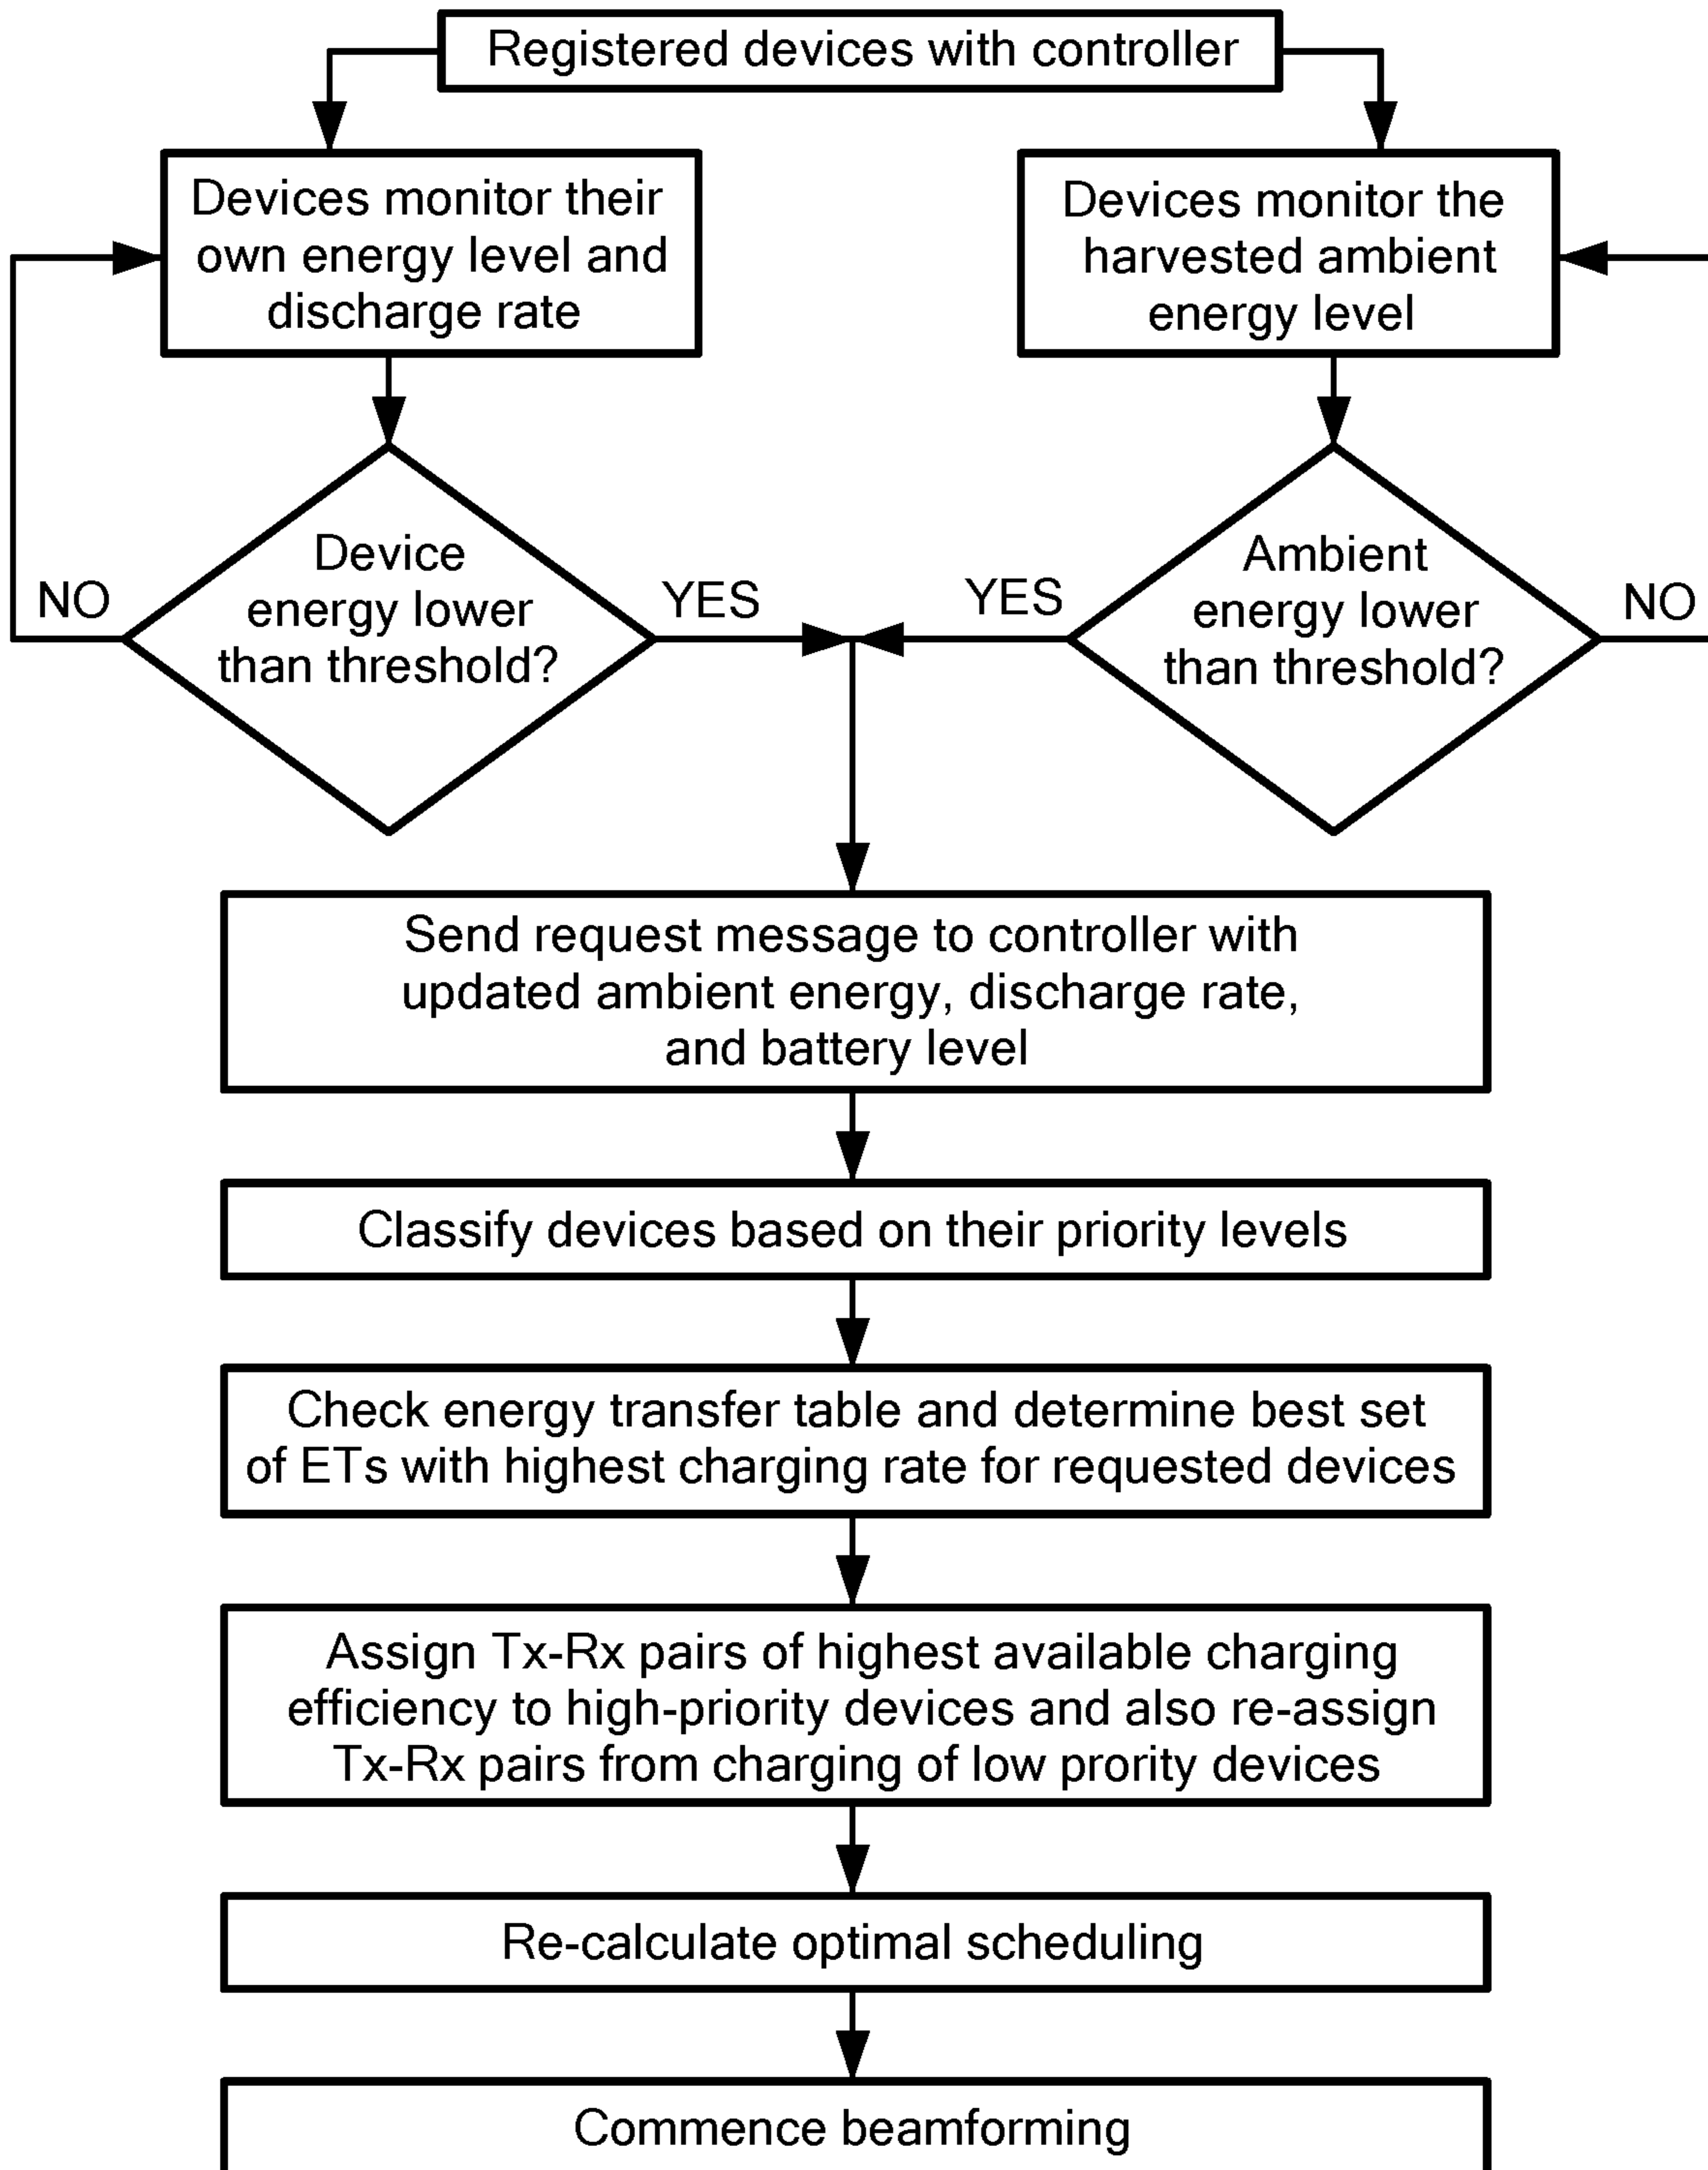 Registered devices with controller
Devices monitor their
own energy level and
discharge rate
Devices monitor the
harvested ambient
energy level
Device
energy lower
than threshold?
NO
YES
Ambient
energy lower
than threshold?
YES
NO
Send request message to controller with
updated ambient energy, discharge rate,
and battery level
Classify devices based on their priority levels
Check energy transfer table and determine best set
of ETs with highest charging rate for requested devices
Assign Tx-Rx pairs of highest available charging
efficiency to high-priority devices and also re-assign
Tx-Rx pairs from charging of low prority devices
Re-calculate optimal scheduling
Commence beamforming